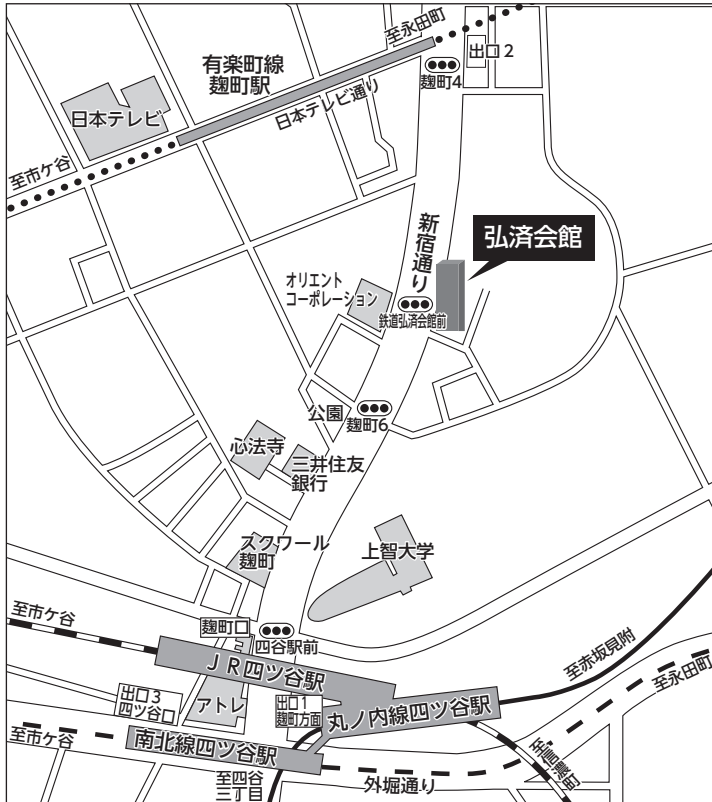 至永田町
出口2
有楽町線
麹町駅
麹町4
日本テレビ通り
日本テレビ
至市ケ谷
新宿通り
弘済会館
オリエント
コーポレーション
鉄道弘済会館前
公園
麹町6
心法寺
三井住友
銀行
スクワール
麹町
上智大学
至市ケ谷
麹町口
四谷駅前
JR四ツ谷駅
至赤坂見附
至永田町
出口3
四ツ谷口
アトレ
出口1
麹町方面
丸ノ内線四ツ谷駅
至市ケ谷
南北線四ツ谷駅
至信濃町
至四谷
三丁目
外堀通り